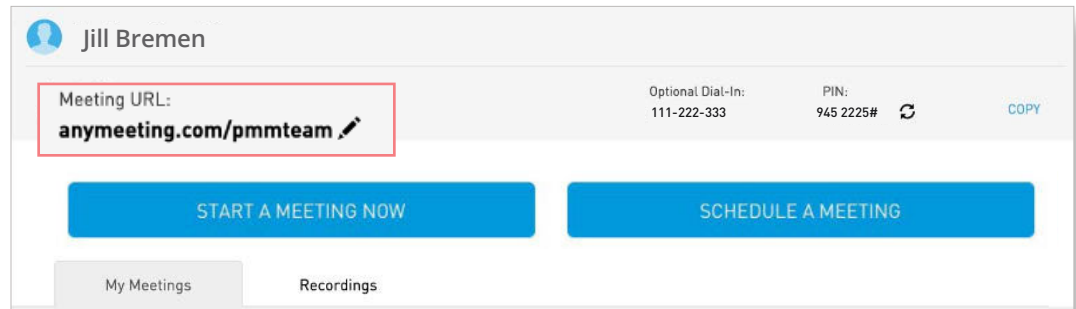 Jill Bremen
Meeting URL:
anymeeting.com/pmmteam
Optional Dial-In:
111-222-333
PIN:
945 2225#
COPY
START A MEETING NOW
SCHEDULE A MEETING
My Meetings
Recordings